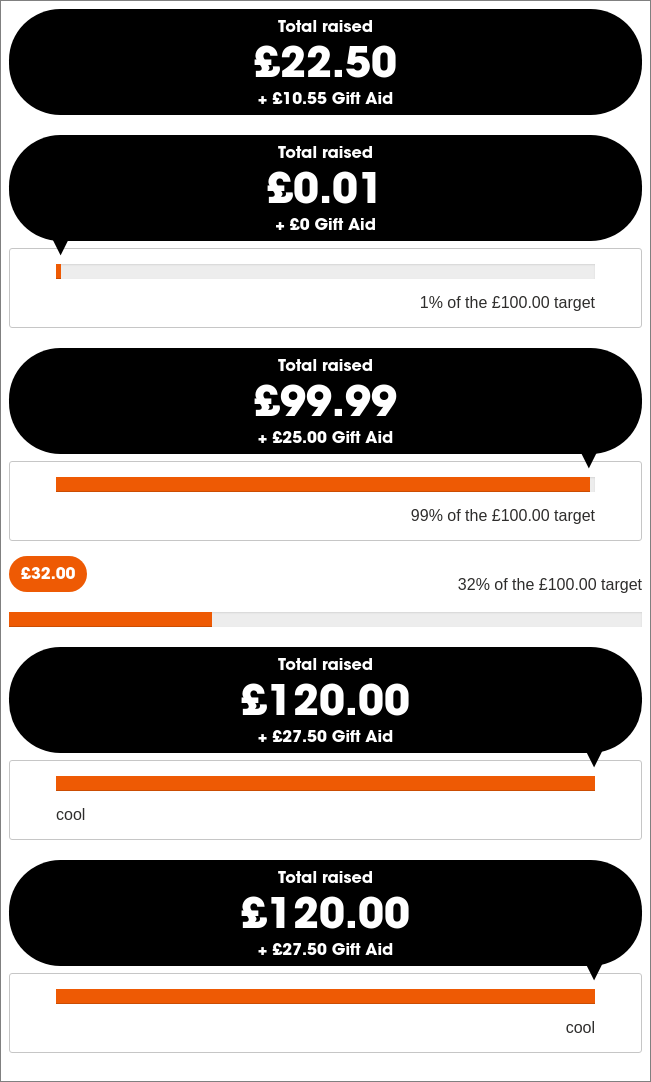 Total raised
£22.50
+ £10.55 Gift Aid
Total raised
£0.01
+ £0 Gift Aid
1% of the £100.00 target
Total raised
£99.99
+ £25.00 Gift Aid
99% of the £100.00 target
£32.00
32% of the £100.00 target
Total raised
£120.00
+ £27.50 Gift Aid
cool
Total raised
£120.00
+ £27.50 Gift Aid
cool